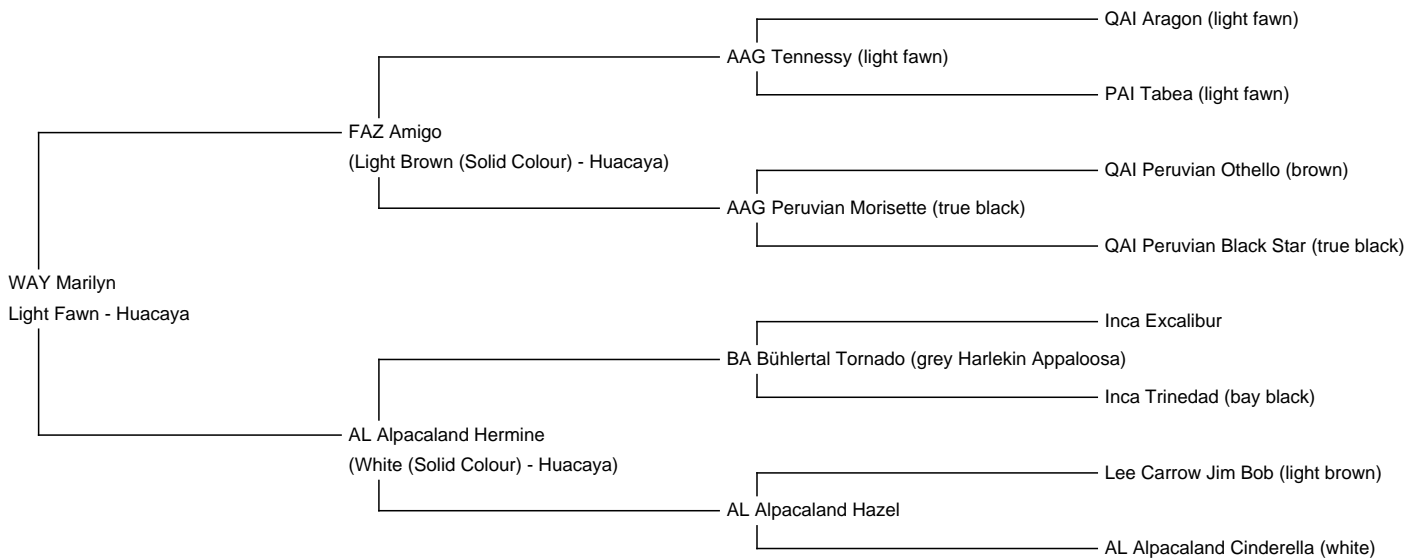 QAI Aragon (light fawn)
AAG Tennessy (light fawn)
PAI Tabea (light fawn)
FAZ Amigo
(Light Brown (Solid Colour) - Huacaya)
QAI Peruvian Othello (brown)
AAG Peruvian Morisette (true black)
QAI Peruvian Black Star (true black)
WAY Marilyn
Light Fawn - Huacaya
Inca Excalibur
BA Bühlertal Tornado (grey Harlekin Appaloosa)
Inca Trinedad (bay black)
AL Alpacaland Hermine
(White (Solid Colour) - Huacaya)
Lee Carrow Jim Bob (light brown)
AL Alpacaland Hazel
AL Alpacaland Cinderella (white)